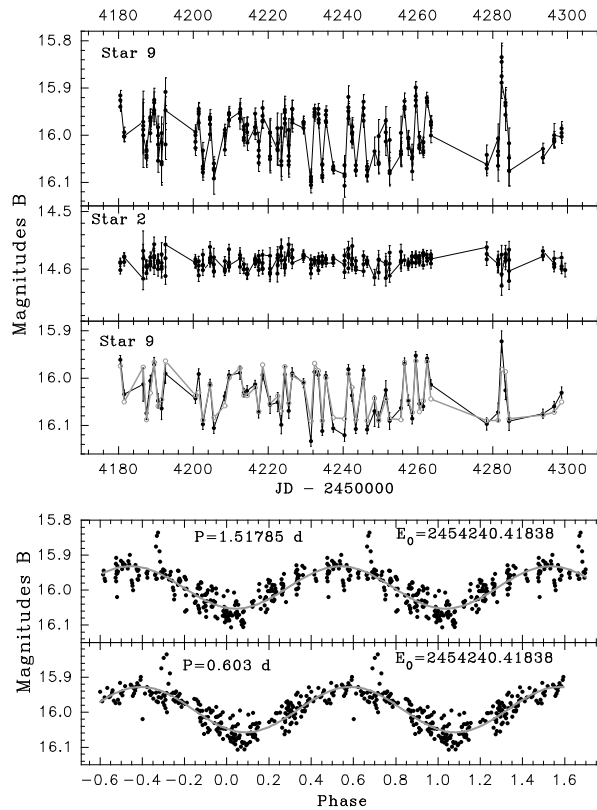 4180 4200 4220 4240 4260 4280 4300
Star 9
15.8
15.9
16.0
16.1
Star 2
14.5
14.6
Magnitudes B
Star 9
15.9
16.0
16.1
4180 4200 4220 4240 4260 4280 4300
JD − 2450000
P=1.51785 d E₀=2454240.41838
15.8
15.9
16.0
16.1
Magnitudes B
P=0.603 d E₀=2454240.41838
15.9
16.0
16.1
−0.6 −0.4 −0.2 0.0 0.2 0.4 0.6 0.8 1.0 1.2 1.4 1.6
Phase